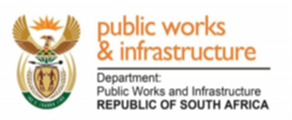 public works
& infrastructure
Department:
Public Works and Infrastructure
REPUBLIC OF SOUTH AFRICA